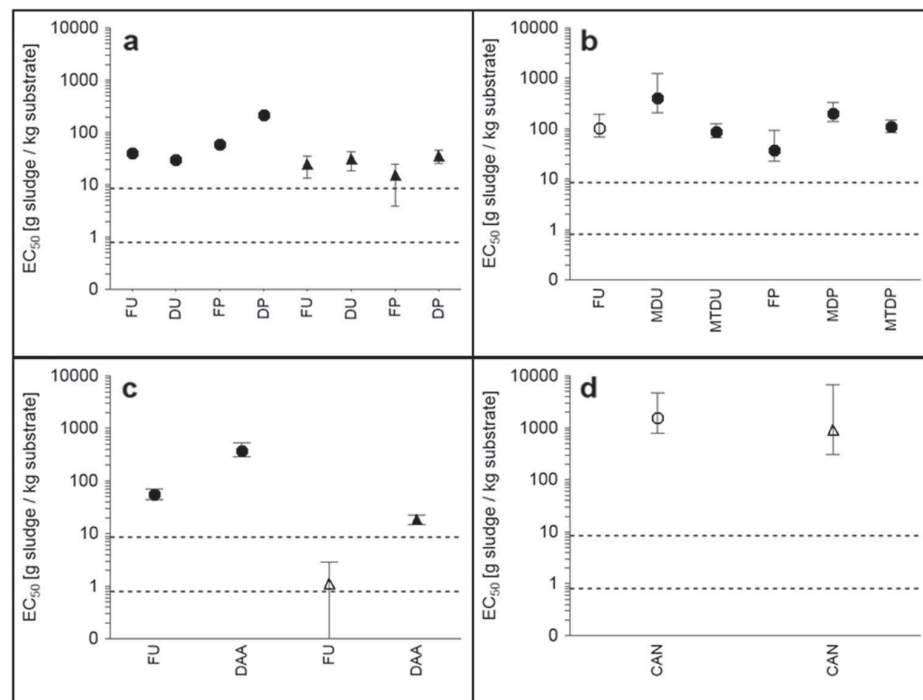 a
EC50 [g sludge / kg substrate]
10000
1000
100
10
1
0
FU DU FP DP FU DU FP DP
b
EC50 [g sludge / kg substrate]
10000
1000
100
10
1
0
FU MDU MTDU FP MDP MTDP
c
EC50 [g sludge / kg substrate]
10000
1000
100
10
1
0
FU DAA FU DAA
d
EC50 [g sludge / kg substrate]
10000
1000
100
10
1
0
CAN CAN